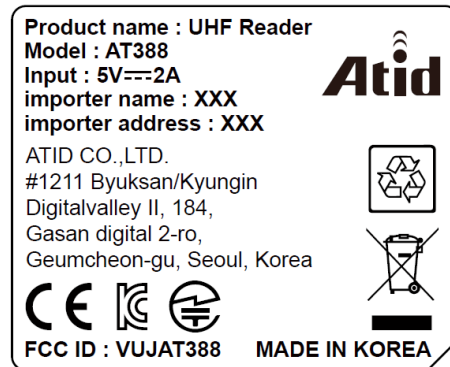 Product name : UHF Reader
Model : AT388
Input : 5V⎓2A
importer name : XXX
importer address : XXX
Atid
ATID CO.,LTD.
#1211 Byuksan/Kyungin
Digitalvalley II, 184,
Gasan digital 2-ro,
Geumcheon-gu, Seoul, Korea
CE
FCC ID : VUJAT388
MADE IN KOREA